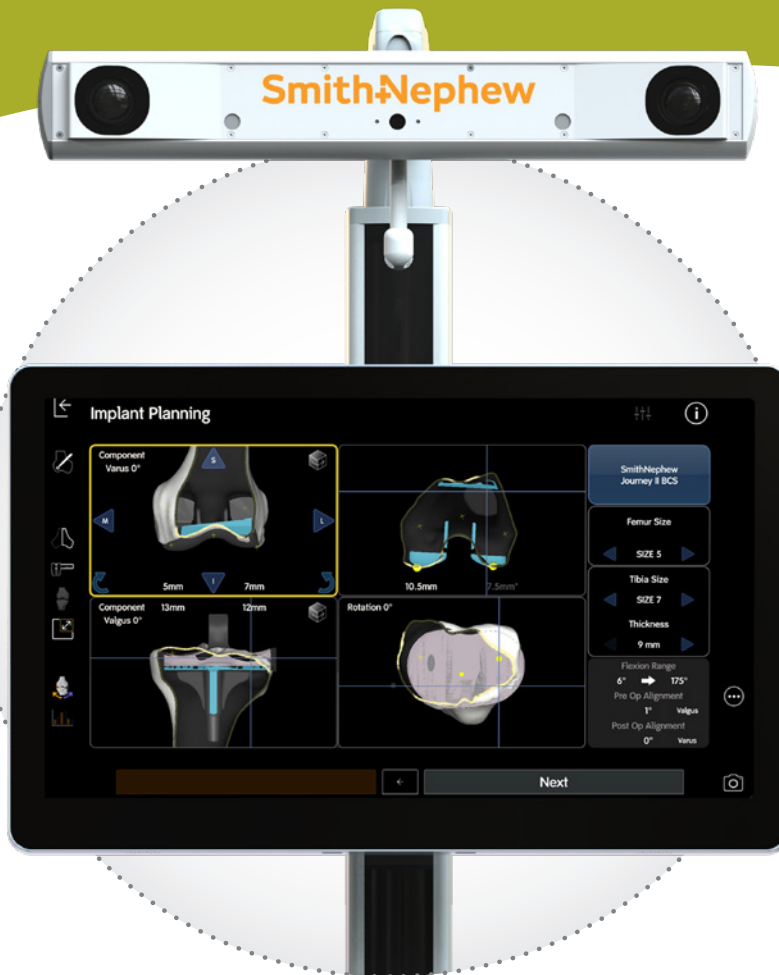 Smith+Nephew
Implant Planning
i
Component
Varus 0°
S
M
L
I
5mm
7mm
10.5mm
7.5mm°
SmithNephew
Journey II BCS
Femur Size
SIZE 5
Tibia Size
SIZE 7
Thickness
9 mm
Component
Valgus 0°
13mm
12mm
Rotation 0°
Flexion Range
6°
175°
Pre Op Alignment
1°
Valgus
Post Op Alignment
0°
Varus
Next